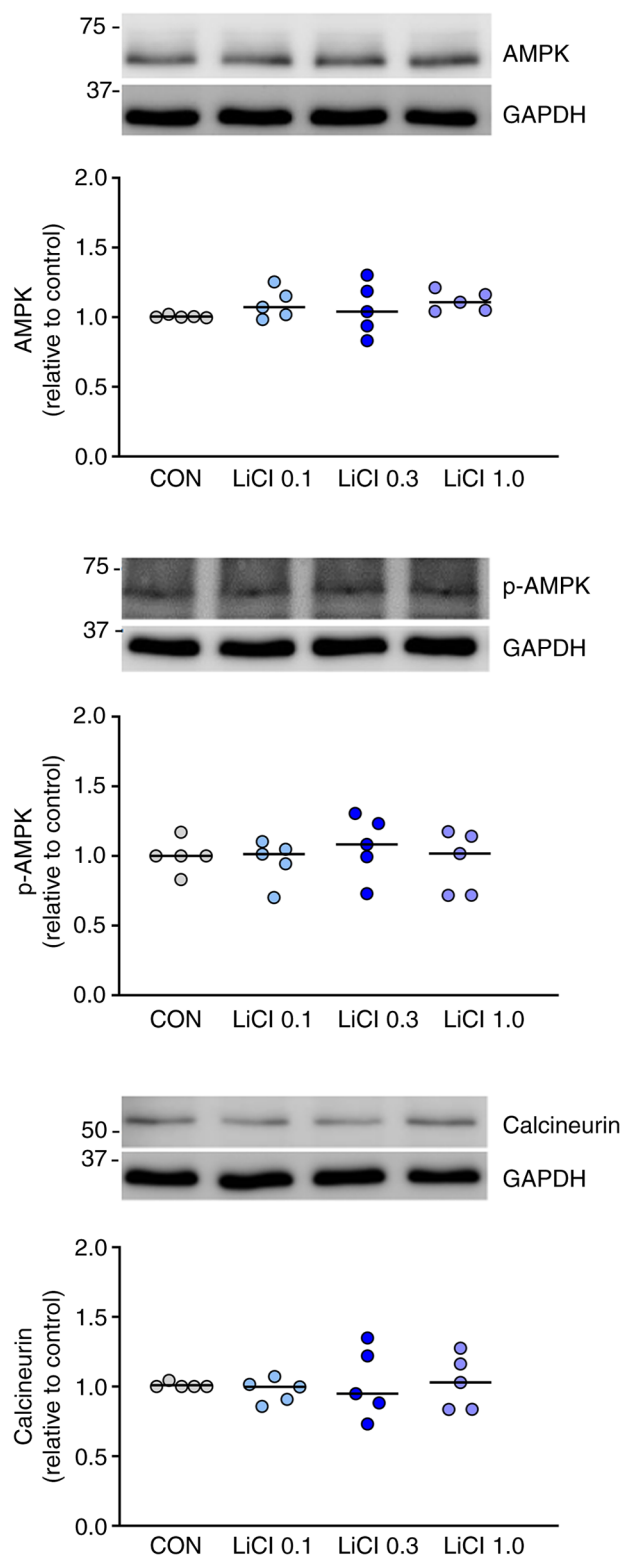 75 -
AMPK
37-
GAPDH
2.0
1.5
1.0
0.5
0.0
AMPK
(relative to control)
CON LiCl 0.1 LiCl 0.3 LiCl 1.0
75 -
p-AMPK
37 -
GAPDH
2.0
1.5
1.0
0.5
0.0
p-AMPK
(relative to control)
CON LiCl 0.1 LiCl 0.3 LiCl 1.0
Calcineurin
50 -
37 -
GAPDH
2.0
1.5
1.0
0.5
0.0
Calcineurin
(relative to control)
CON LiCl 0.1 LiCl 0.3 LiCl 1.0